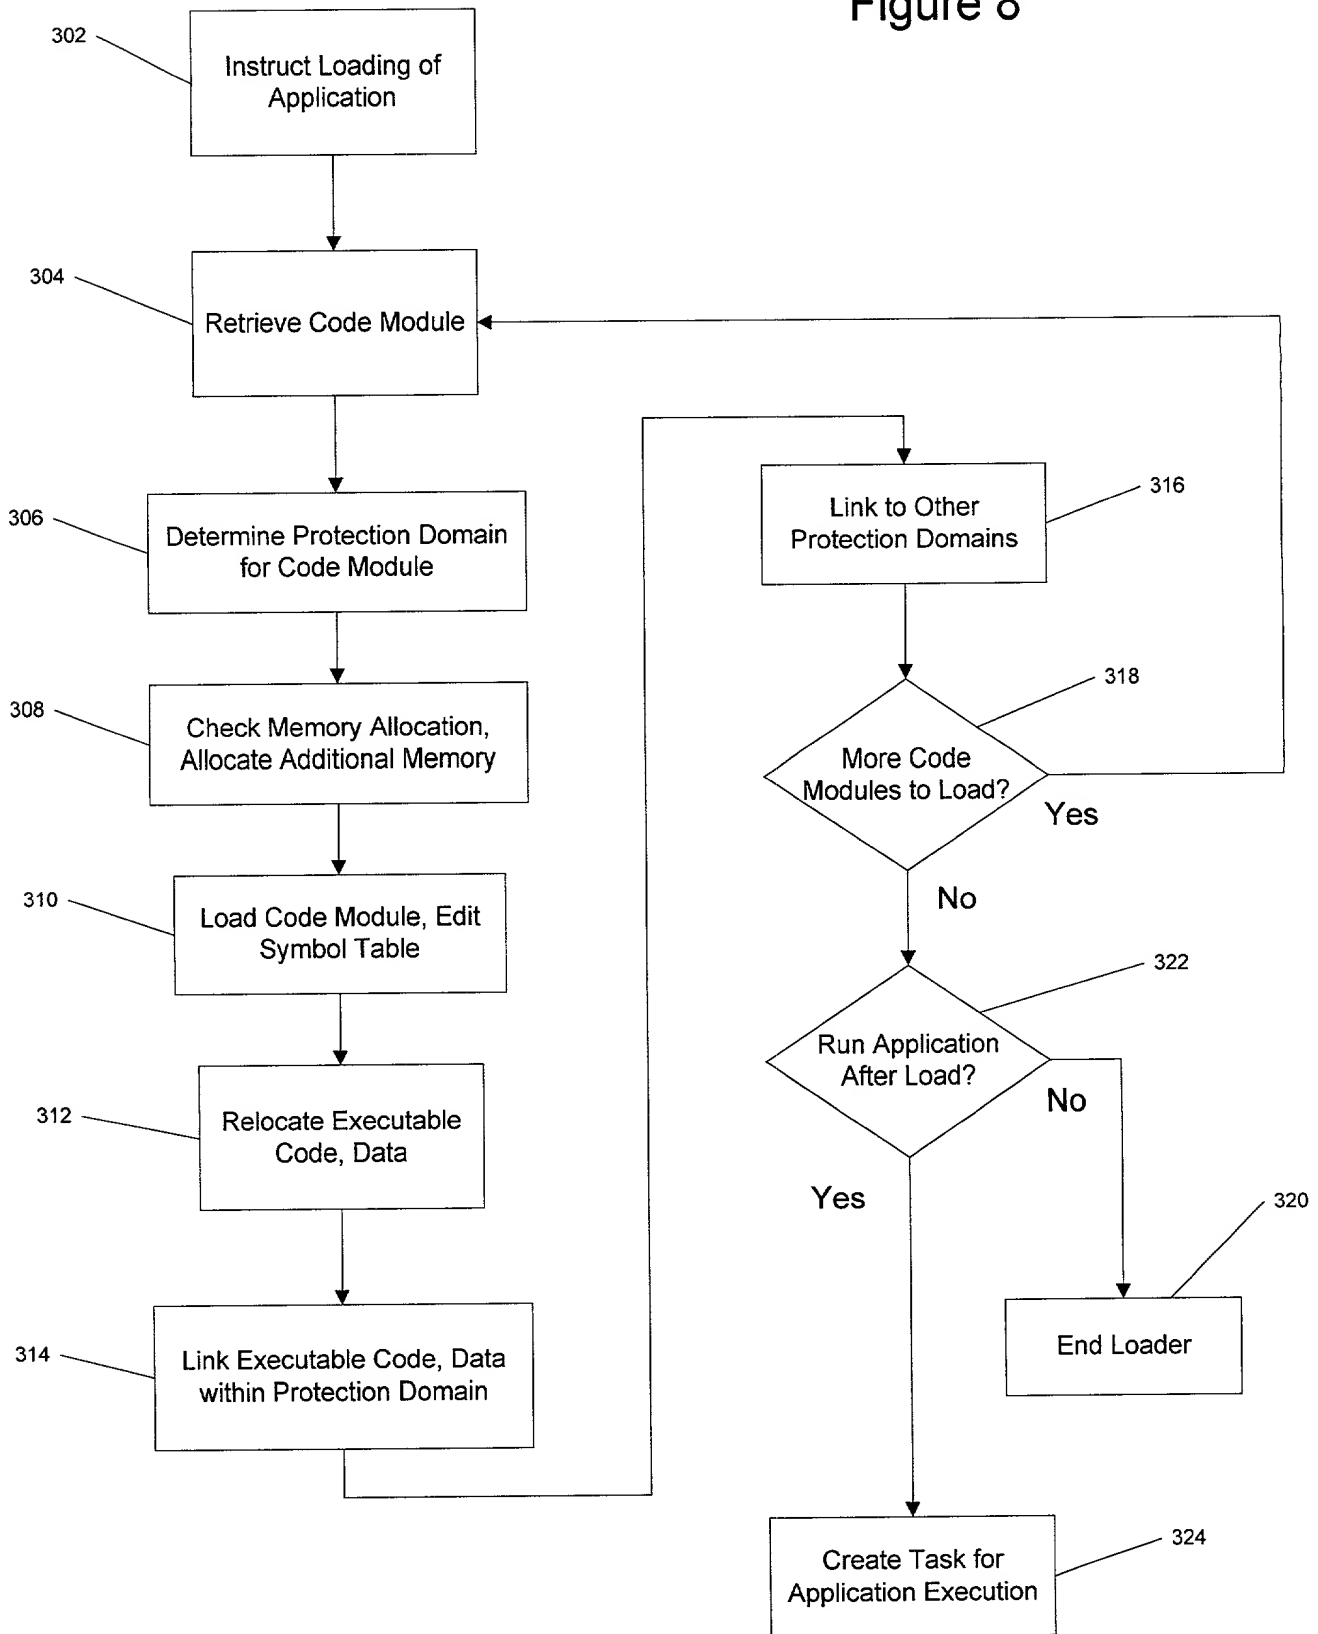 Figure 8
302
Instruct Loading of
Application
304
Retrieve Code Module
306
Determine Protection Domain
for Code Module
308
Check Memory Allocation,
Allocate Additional Memory
310
Load Code Module, Edit
Symbol Table
312
Relocate Executable
Code, Data
314
Link Executable Code, Data
within Protection Domain
316
Link to Other
Protection Domains
318
More Code
Modules to Load?
Yes
No
322
Run Application
After Load?
No
Yes
320
End Loader
324
Create Task for
Application Execution